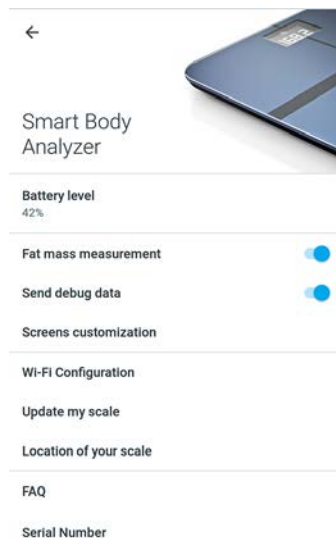 Smart Body
Analyzer
Battery level
42%
Fat mass measurement
Send debug data
Screens customization
Wi-Fi Configuration
Update my scale
Location of your scale
FAQ
Serial Number